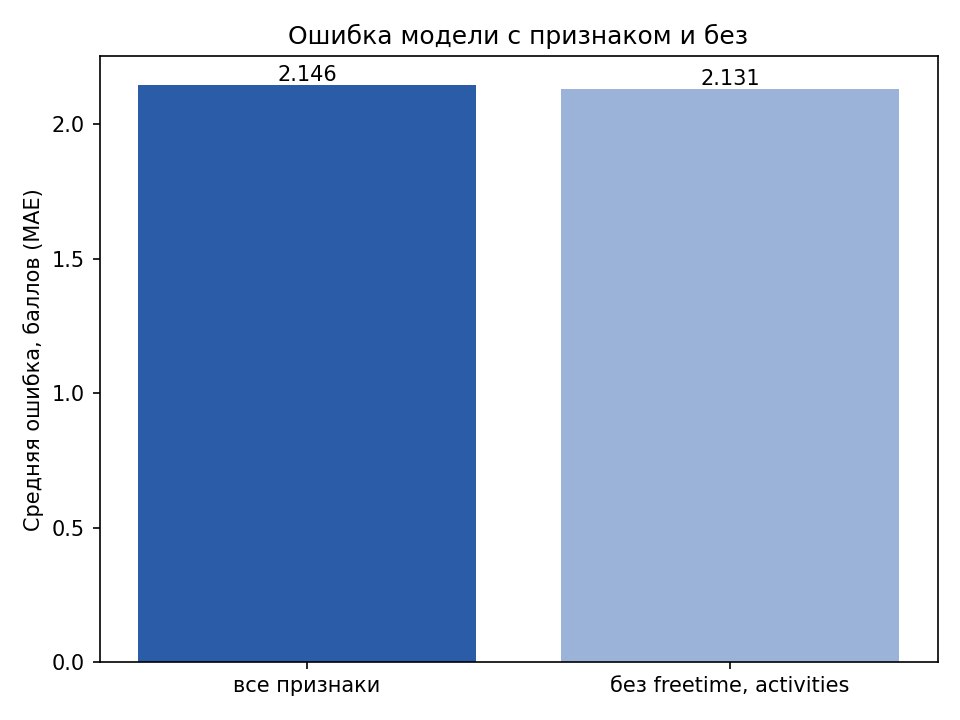 Ошибка модели с признаком и без
2.146
2.131
Средняя ошибка, баллов (MAE)
2.0
1.5
1.0
0.5
0.0
все признаки
без freetime, activities